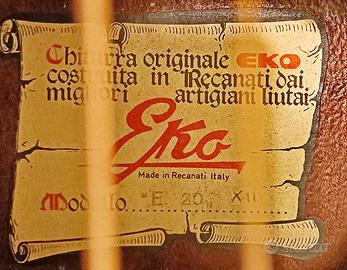 Chitarra originale EKO
costruita in Recanati dai
migliori artigiani liutai
Eko
Made in Recanati Italy
Modello "E 20" XII